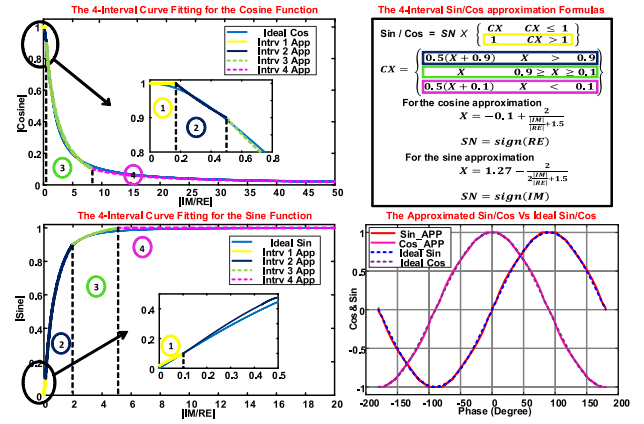 The 4-Interval Curve Fitting for the Cosine Function
|Cosine|
1
0.8
0.6
0.4
0.2
0
0 5 10 15 20 25 30 35 40 45 50
|IM/RE|
Ideal Cos
Intrv 1 App
Intrv 2 App
Intrv 3 App
Intrv 4 App
1
0.8
0.6
0 0.2 0.4 0.6 0.8
1
2
3
4
The 4-Interval Sin/Cos approximation Formulas
Sin / Cos = SN X { CX CX ≤ 1
1 CX > 1
CX = { 0.5(X + 0.9) X > 0.9
X 0.9 ≥ X ≥ 0.1
0.5(X + 0.1) X < 0.1
For the cosine approximation
X = −0.1 + 2 / (|IM|/|RE| + 1.5)
SN = sign(RE)
For the sine approximation
X = 1.27 − 2 / (2|IM|/|RE| + 1.5)
SN = sign(IM)
The 4-Interval Curve Fitting for the Sine Function
|Sine|
1
0.8
0.6
0.4
0.2
0
0 2 4 6 8 10 12 14 16 18 20
|IM/RE|
Ideal Sin
Intrv 1 App
Intrv 2 App
Intrv 3 App
Intrv 4 App
0.4
0.2
0
0 0.1 0.2 0.3 0.4 0.5
1
2
3
4
The Approximated Sin/Cos Vs Ideal Sin/Cos
Cos & Sin
1
0.5
0
-0.5
-1
-200 -150 -100 -50 0 50 100 150 200
Phase (Degree)
Sin_APP
Cos_APP
Ideal Sin
Ideal Cos